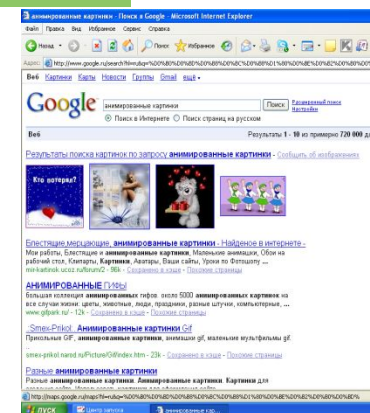 анимированные картинки - Поиск в Google - Microsoft Internet Explorer
Файл Правка Вид Избранное Сервис Справка
Назад Поиск Избранное
Адрес:
Веб Картинки Карты Новости Группы Gmail ещё
Google анимированные картинки Поиск Расширенный поиск
Настройки
Поиск в Интернете Поиск страниц на русском
Веб Результаты 1 - 10 из примерно 720 000 д
Результаты поиска картинок по запросу анимированные картинки - Сообщить об изображениях
Кто потерял?
Блестящие,мерцающие, анимированные картинки - Найденое в интернете -
Мои работы, Блестящие и анимированные картинки, Маленькие анимашки, Обои на
рабочий стол, Клипарты, Картинки, Аватары, Ваши сайты, Уроки по Фотошопу ...
mir-kartinok.ucoz.ru/forum/2 - 96k - Сохранено в кэше - Похожие страницы
АНИМИРОВАННЫЕ ГИФЫ
большая коллекция анимированных гифов. около 5000 анимированных картинок на
все случаи жизни: цветы, животные, люди, праздники, разные штучки, компьютерные, ...
www.gifpark.ru/ - 12k - Сохранено в кэше - Похожие страницы
.:Smex-Prikol:. Анимированные картинки Gif
Прикольные GIF, анимированные картинки, анимашки gif, маленькие мультфильмы gif.
...
smex-prikol.narod.ru/Picture/Gif/index.htm - 23k - Сохранено в кэше - Похожие страницы
Разные анимированные картинки
Разные анимированные картинки. Анимированные картинки. Картинки для
пуск Центр запуска анимированные кар...